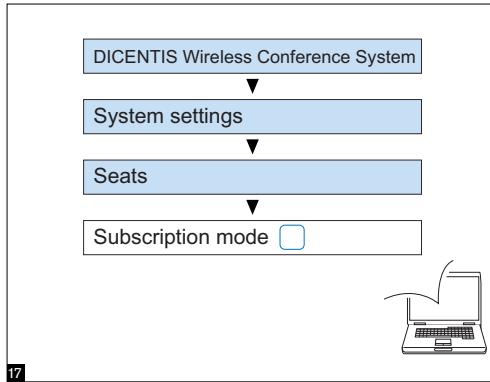 DICENTIS Wireless Conference System
System settings
Seats
Subscription mode
17